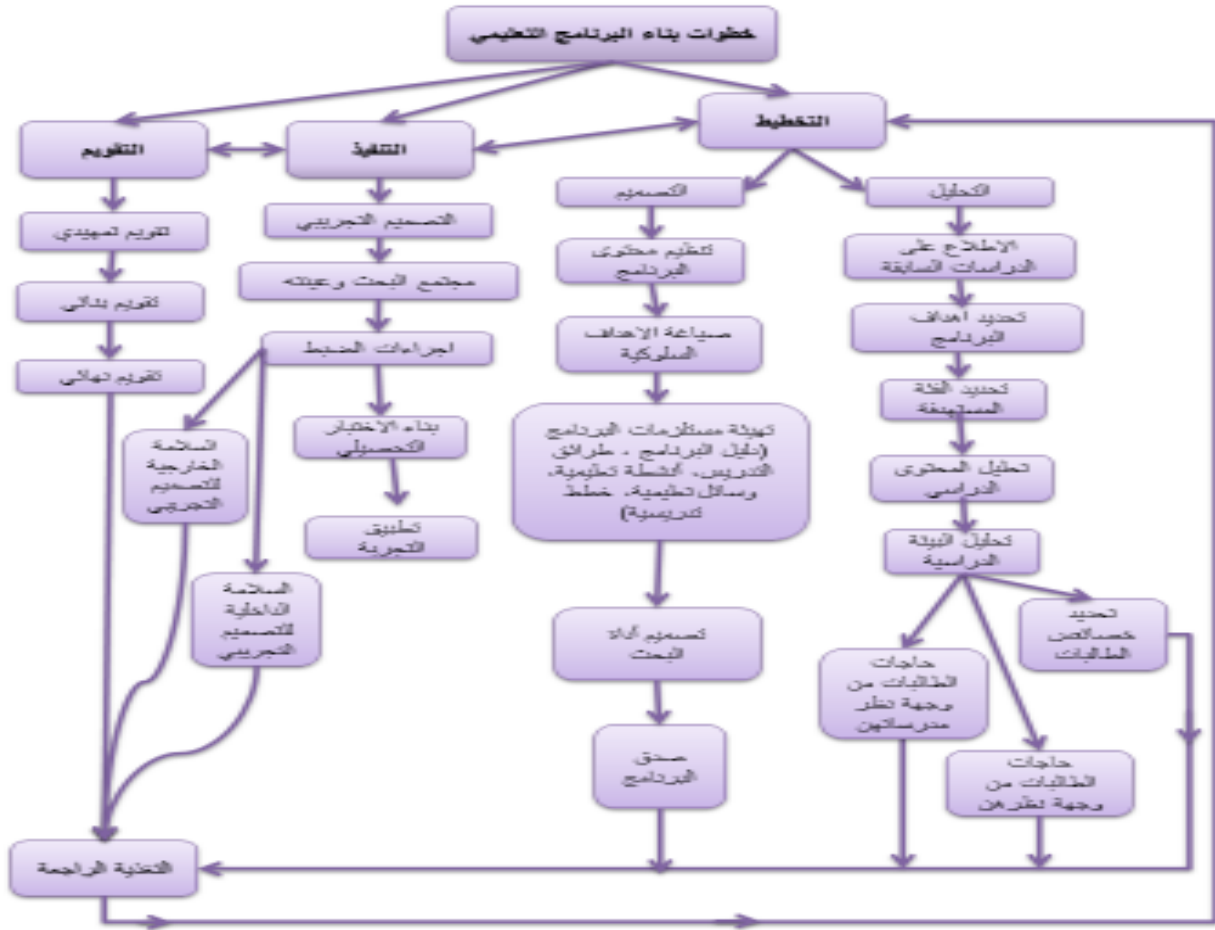 خطوات بناء البرنامج التعليمي
التخطيط
التنفيذ
التقويم
التحليل
الاطلاع على
الدراسات السابقة
تحديد أهداف
البرنامج
تحديد الفئة
المستهدفة
تحليل المحتوى
الدراسي
تحليل البيئة
الدراسية
تحديد
خصائص
الطالبات
حاجات
الطالبات من
وجهة نظرهن
حاجات
الطالبات من
وجهة نظر
مدرساتهن
التصميم
تنظيم محتوى
البرنامج
صياغة الاهداف
السلوكية
تهيئة مستلزمات البرنامج
(دليل البرنامج ، طرائق
التدريس، أنشطة تعليمية،
وسائل تعليمية، خطط
تدريسية)
تصميم أداة
البحث
صدق
البرنامج
التصميم التجريبي
مجتمع البحث وعينته
اجراءات الضبط
بناء الاختبار
التحصيلي
تطبيق
التجربة
السلامة
الداخلية
للتصميم
التجريبي
السلامة
الخارجية
للتصميم
التجريبي
تقويم تمهيدي
تقويم بنائي
تقويم نهائي
التغذية الراجعة